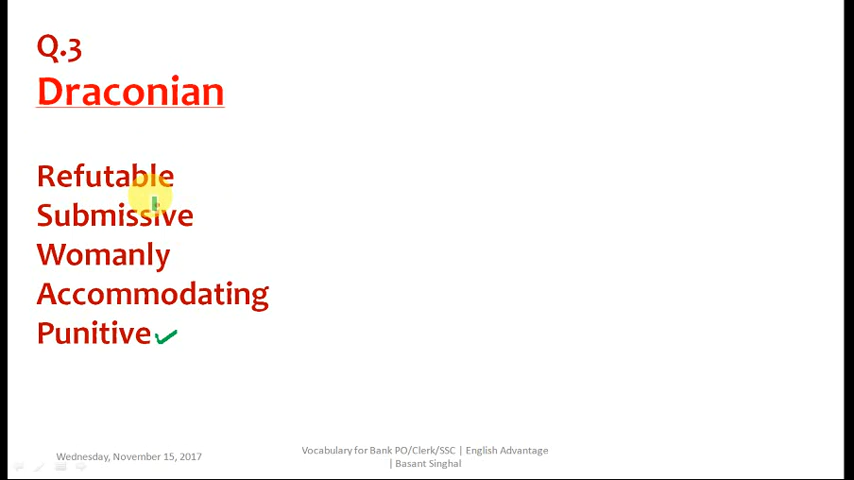 Q.3
Draconian
Refutable
Submissive
Womanly
Accommodating
Punitive
Wednesday, November 15, 2017
Vocabulary for Bank PO/Clerk/SSC | English Advantage
| Basant Singhal